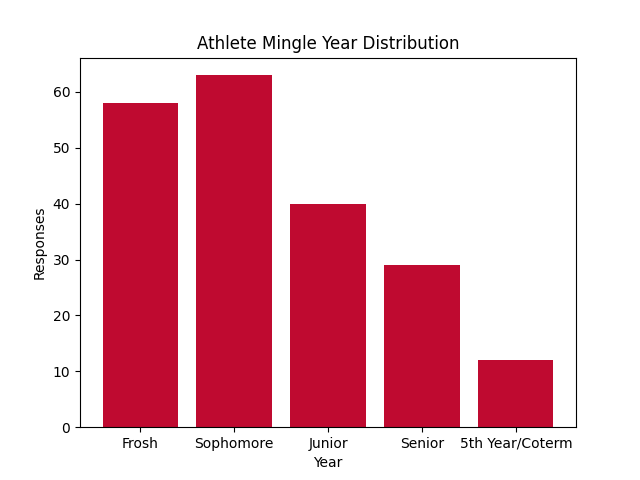 Athlete Mingle Year Distribution
60
50
40
30
20
10
0
Responses
Frosh Sophomore Junior Senior 5th Year/Coterm
Year